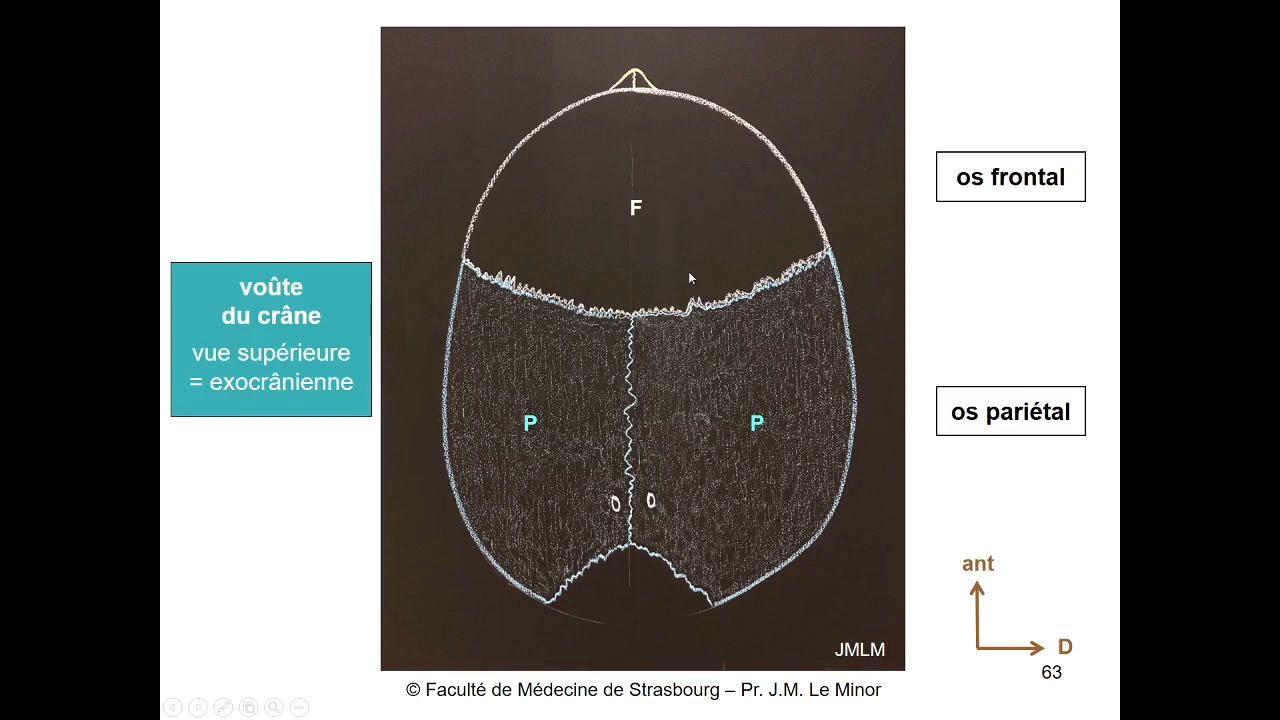 voûte
du crâne
vue supérieure
= exocrânienne
F
P
P
JMLM
os frontal
os pariétal
ant
D
63
© Faculté de Médecine de Strasbourg – Pr. J.M. Le Minor